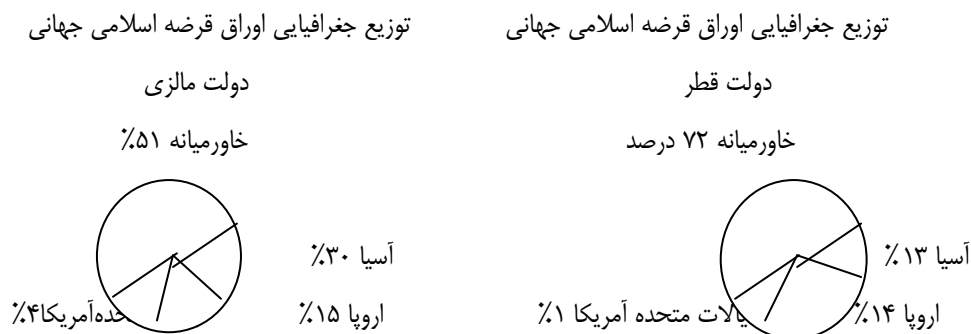 توزیع جغرافیایی اوراق قرضه اسلامی جهانی
دولت قطر
خاورمیانه ۷۲ درصد
آسیا ۱۳٪
اروپا ۱۴٪
متحده آمریکا ۱٪
توزیع جغرافیایی اوراق قرضه اسلامی جهانی
دولت مالزی
خاورمیانه ۵۱٪
آسیا ۳۰٪
اروپا ۱۵٪
آمریکا۴٪